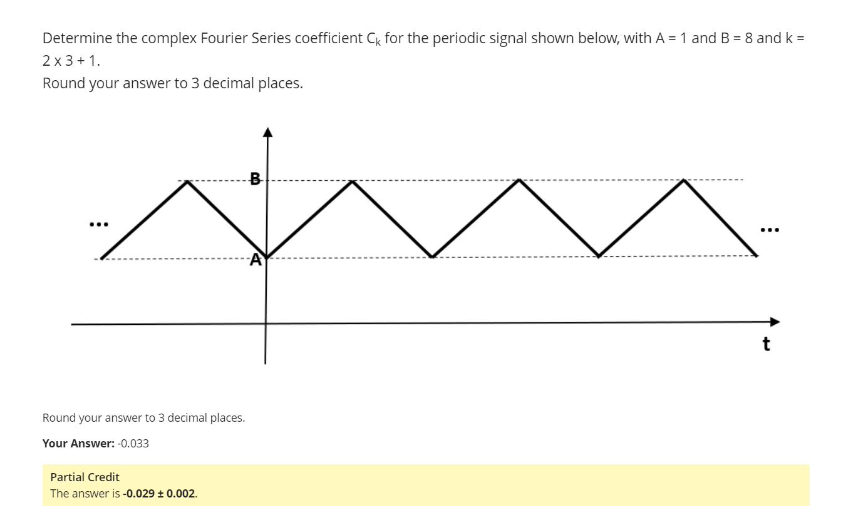 Determine the complex Fourier Series coefficient Cₖ for the periodic signal shown below, with A = 1 and B = 8 and k =
2 x 3 + 1.
Round your answer to 3 decimal places.
B
...
...
A
t
Round your answer to 3 decimal places.
Your Answer: -0.033
Partial Credit
The answer is -0.029 ± 0.002.